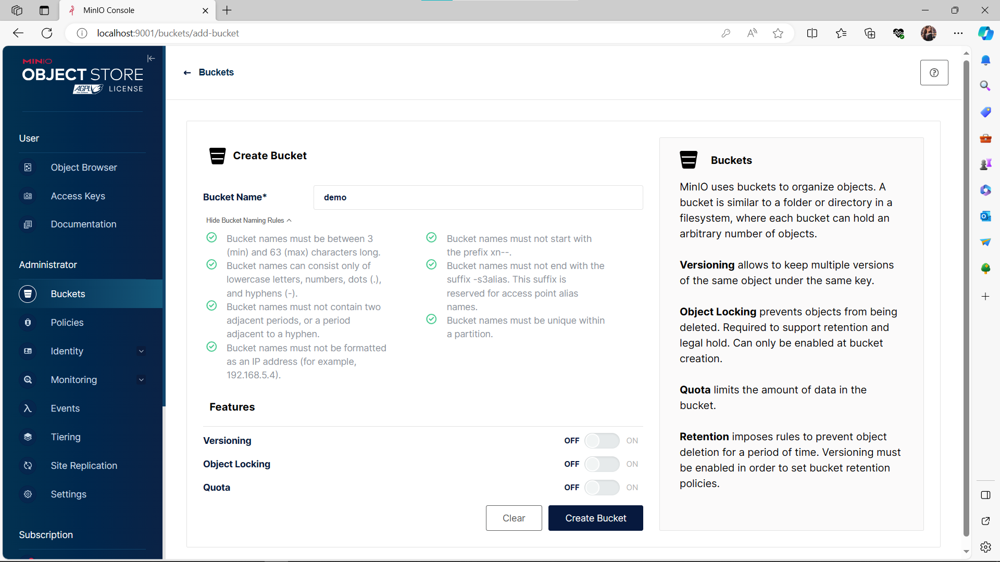 MinIO Console
localhost:9001/buckets/add-bucket
MINIO
OBJECT STORE
AGPL v3 LICENSE
User
Object Browser
Access Keys
Documentation
Administrator
Buckets
Policies
Identity
Monitoring
Events
Tiering
Site Replication
Settings
Subscription
← Buckets
Create Bucket
Bucket Name*
demo
Hide Bucket Naming Rules
Bucket names must be between 3
(min) and 63 (max) characters long.
Bucket names can consist only of
lowercase letters, numbers, dots (.),
and hyphens (-).
Bucket names must not contain two
adjacent periods, or a period
adjacent to a hyphen.
Bucket names must not be formatted
as an IP address (for example,
192.168.5.4).
Bucket names must not start with
the prefix xn--.
Bucket names must not end with the
suffix -s3alias. This suffix is
reserved for access point alias
names.
Bucket names must be unique within
a partition.
Features
Versioning OFF ON
Object Locking OFF ON
Quota OFF ON
Clear
Create Bucket
Buckets
MinIO uses buckets to organize objects. A
bucket is similar to a folder or directory in a
filesystem, where each bucket can hold an
arbitrary number of objects.
Versioning allows to keep multiple versions
of the same object under the same key.
Object Locking prevents objects from being
deleted. Required to support retention and
legal hold. Can only be enabled at bucket
creation.
Quota limits the amount of data in the
bucket.
Retention imposes rules to prevent object
deletion for a period of time. Versioning must
be enabled in order to set bucket retention
policies.